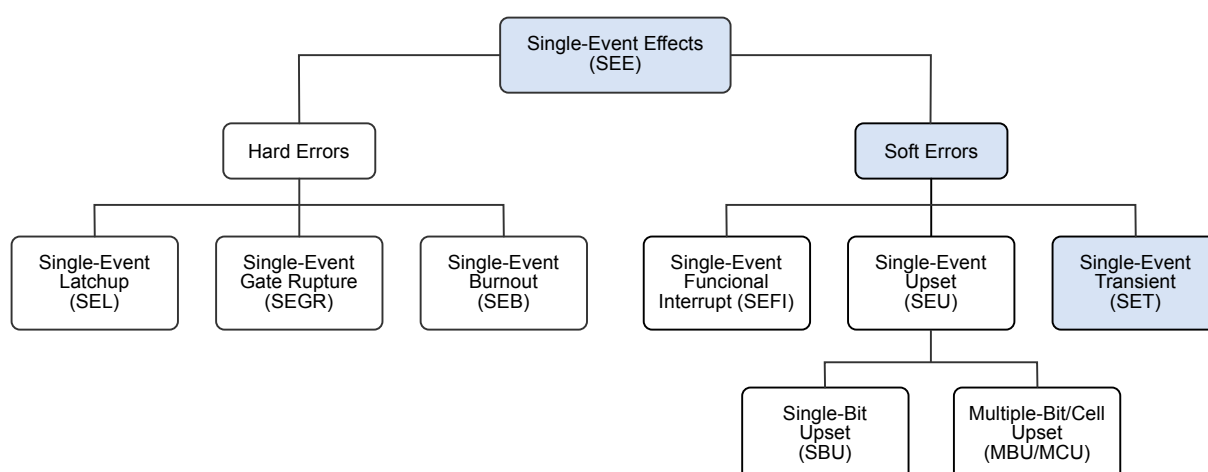 Single-Event Effects
(SEE)
Hard Errors
Soft Errors
Single-Event
Latchup
(SEL)
Single-Event
Gate Rupture
(SEGR)
Single-Event
Burnout
(SEB)
Single-Event
Funcional
Interrupt (SEFI)
Single-Event
Upset
(SEU)
Single-Event
Transient
(SET)
Single-Bit
Upset
(SBU)
Multiple-Bit/Cell
Upset
(MBU/MCU)